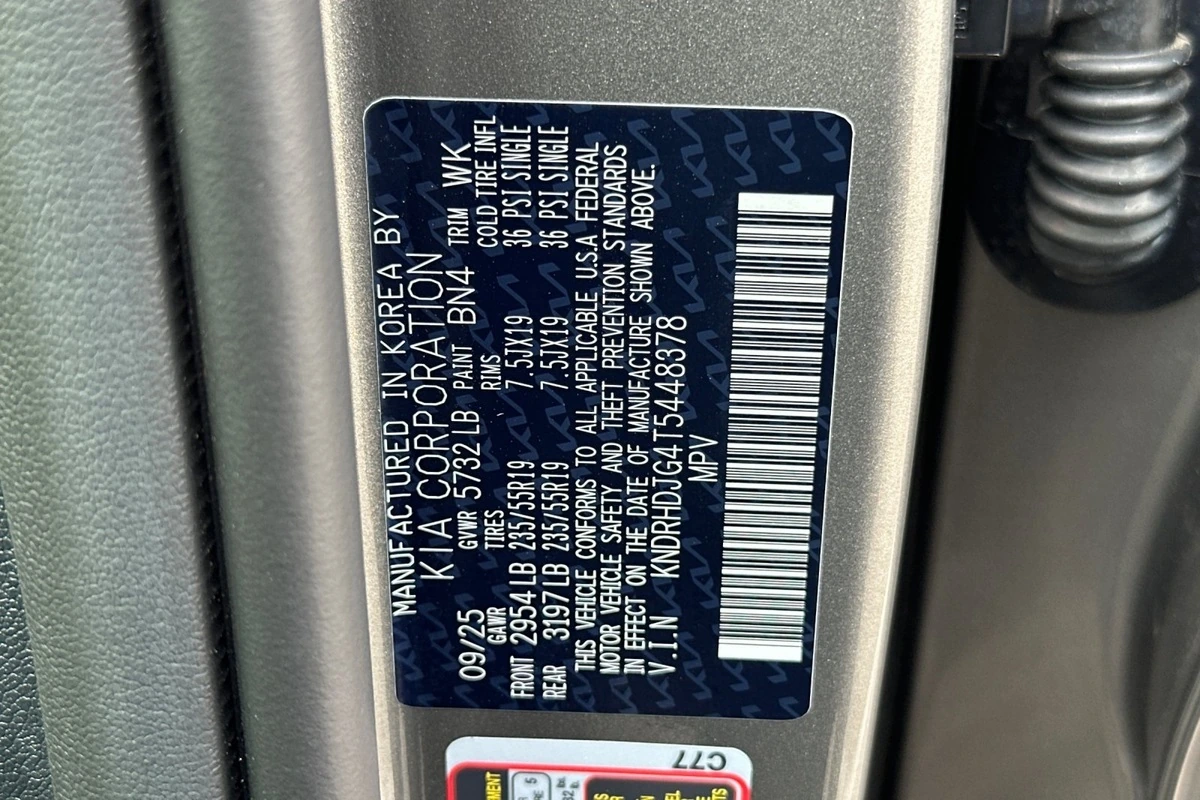 MANUFACTURED IN KOREA BY
KIA CORPORATION
09/25 GVWR 5732 LB PAINT BN4 TRIM WK
GAWR TIRES RIMS COLD TIRE INFL
FRONT 2954 LB 235/55R19 7.5JX19 36 PSI SINGLE
REAR 3197 LB 235/55R19 7.5JX19 36 PSI SINGLE
THIS VEHICLE CONFORMS TO ALL APPLICABLE U.S.A FEDERAL
MOTOR VEHICLE SAFETY AND THEFT PREVENTION STANDARDS
IN EFFECT ON THE DATE OF MANUFACTURE SHOWN ABOVE.
V.I.N KNDRHDJG4T5448378
MPV
C77